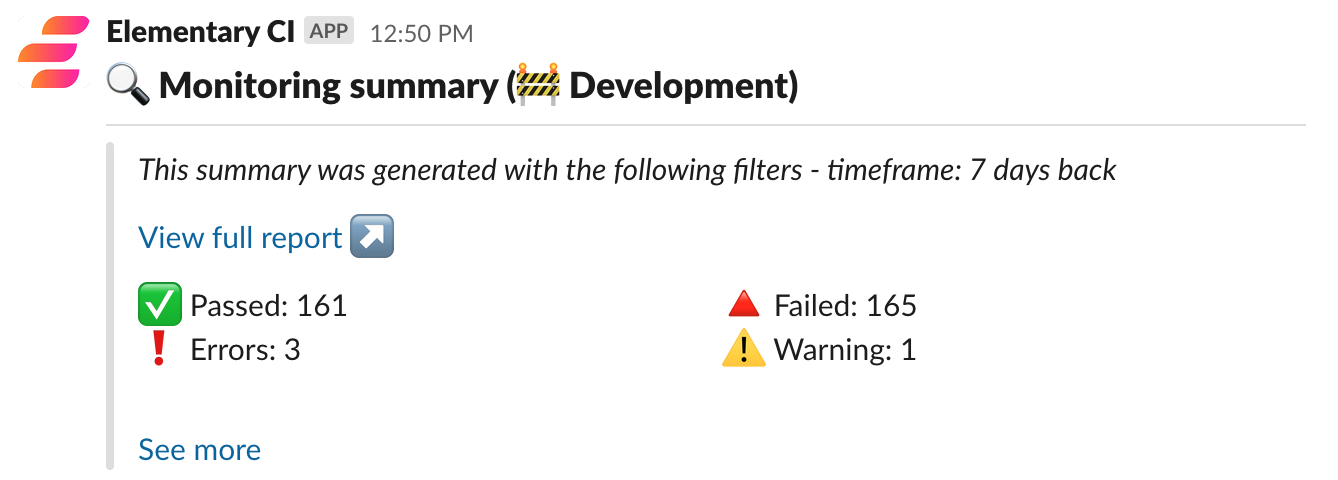 Elementary CI APP 12:50 PM
🔍 Monitoring summary (🚧 Development)
This summary was generated with the following filters - timeframe: 7 days back
View full report ↗️
✅ Passed: 161 🔺 Failed: 165
❗ Errors: 3 ⚠️ Warning: 1
See more